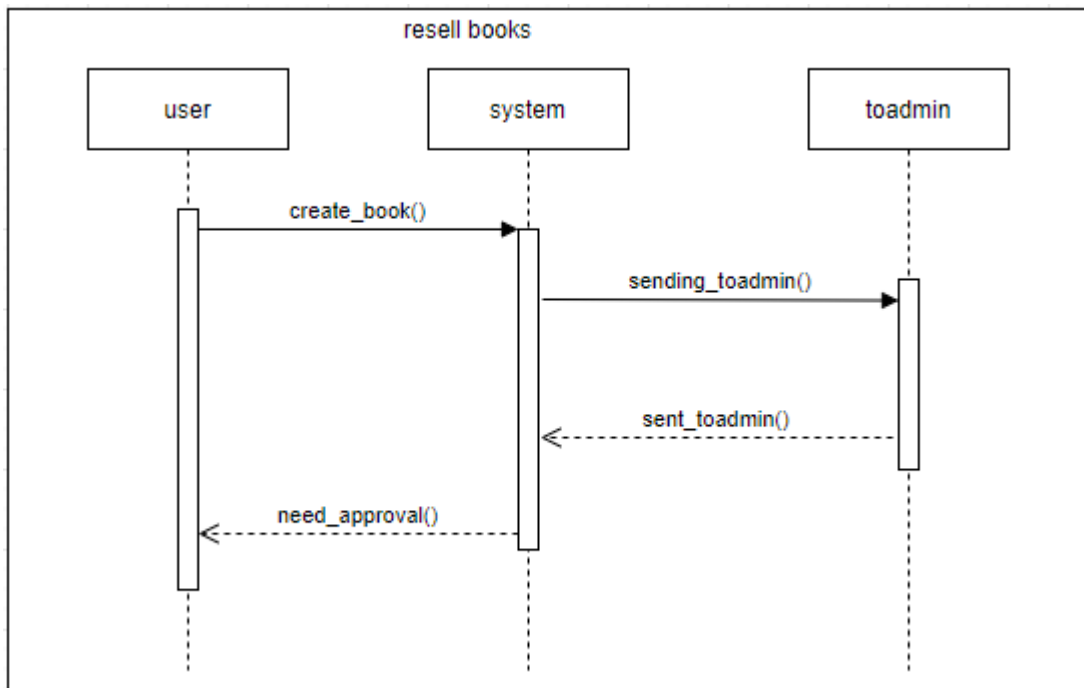 resell books
user
system
toadmin
create_book()
sending_toadmin()
sent_toadmin()
need_approval()